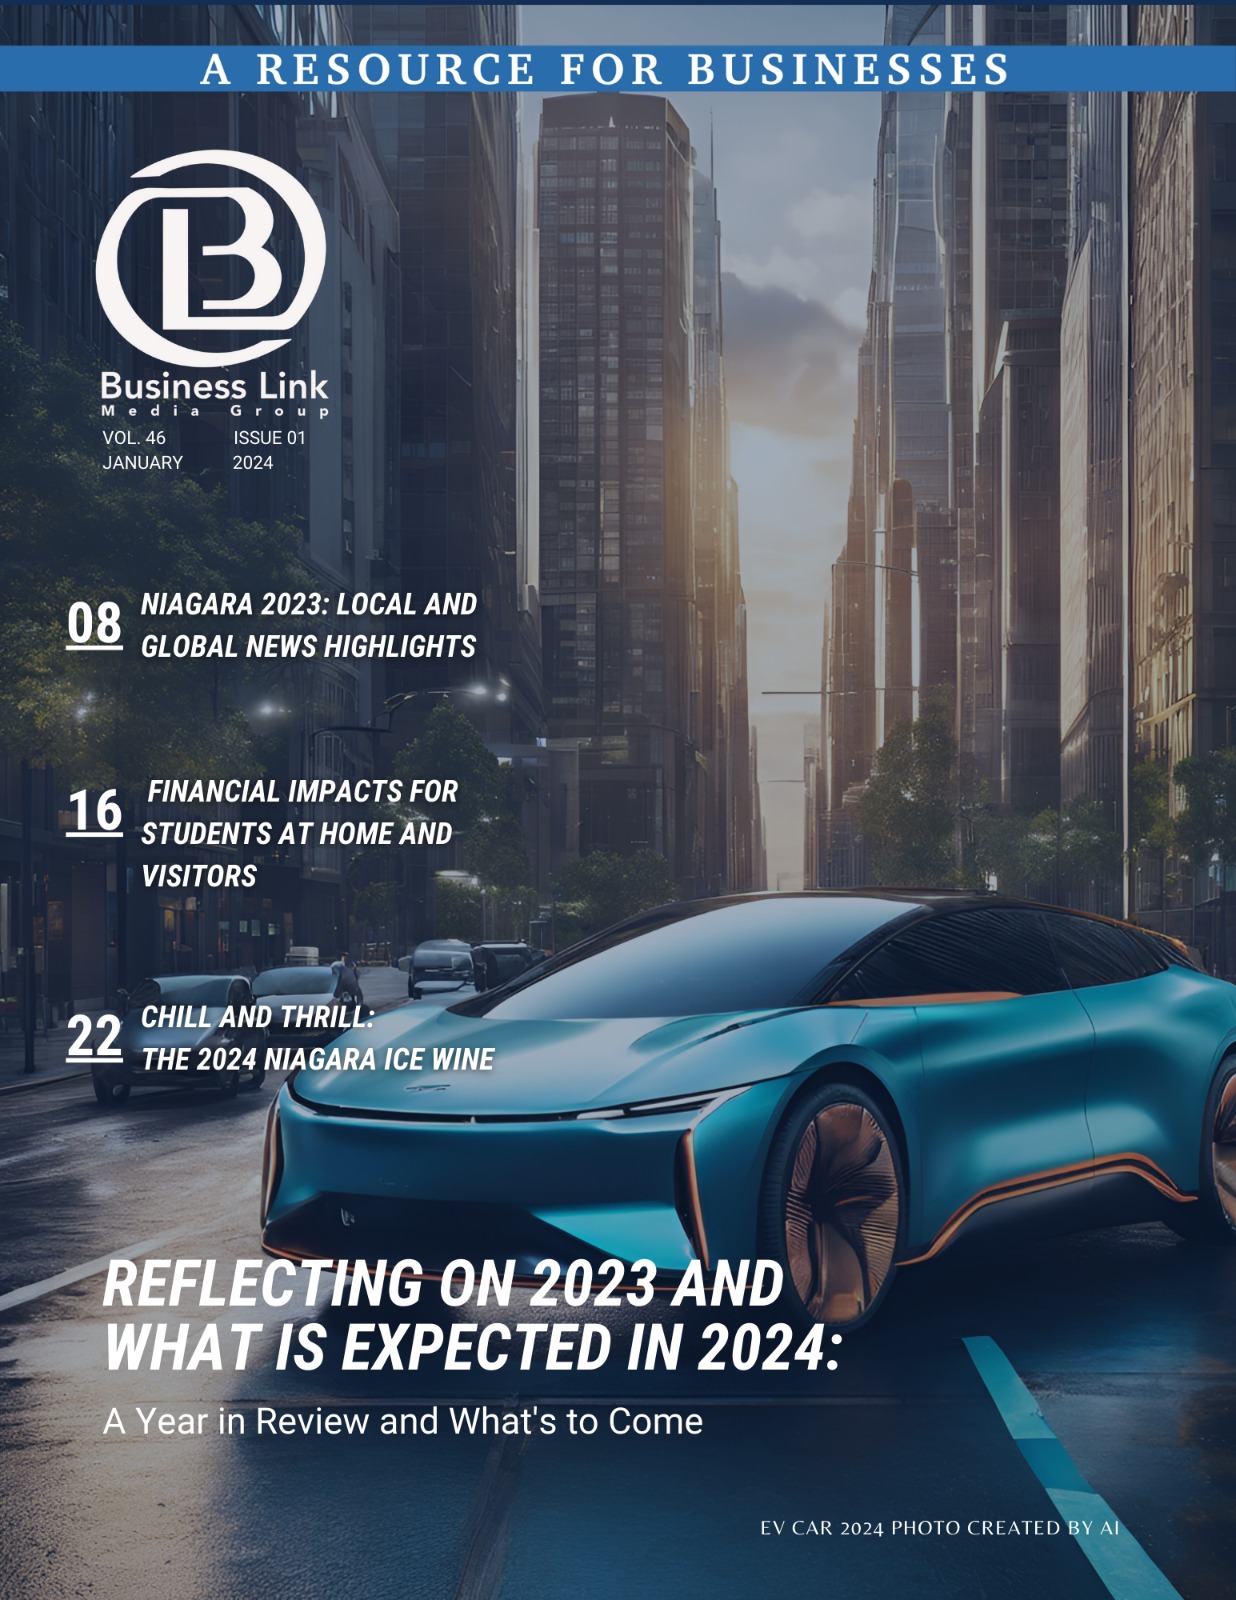 A RESOURCE FOR BUSINESSES
LB
Business Link
Media Group
VOL. 46 ISSUE 01
JANUARY 2024
08 NIAGARA 2023: LOCAL AND
GLOBAL NEWS HIGHLIGHTS
16 FINANCIAL IMPACTS FOR
STUDENTS AT HOME AND
VISITORS
22 CHILL AND THRILL:
THE 2024 NIAGARA ICE WINE
REFLECTING ON 2023 AND
WHAT IS EXPECTED IN 2024:
A Year in Review and What's to Come
EV CAR 2024 PHOTO CREATED BY AI